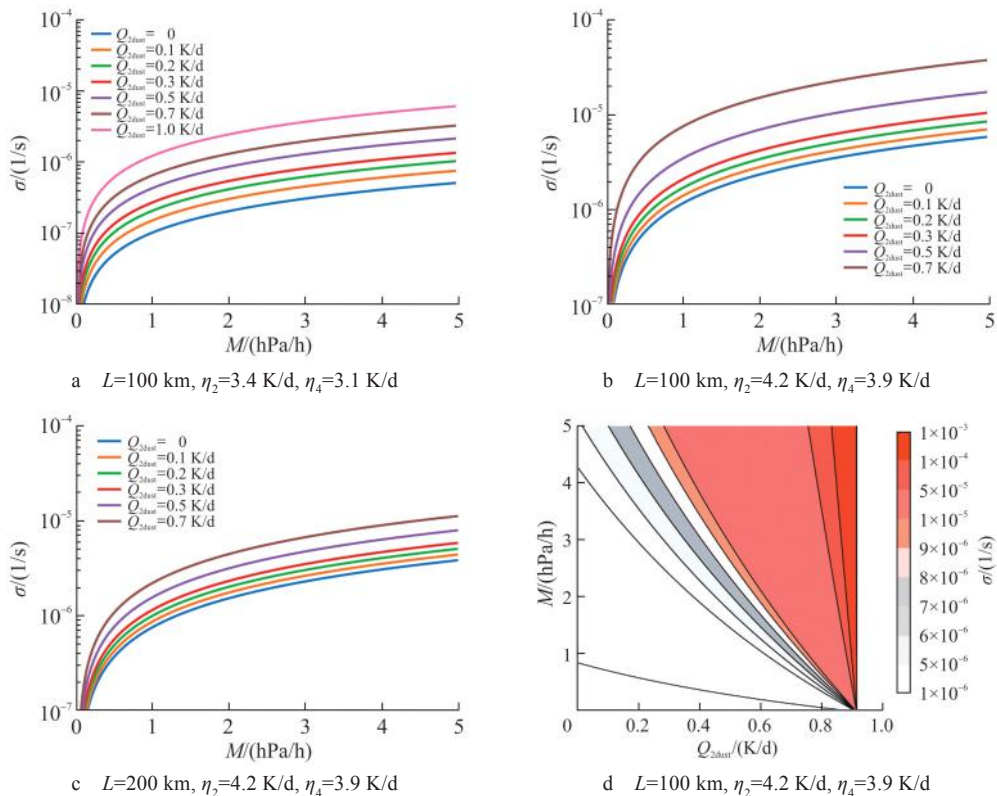 10⁻⁴
10⁻⁵
10⁻⁶
10⁻⁷
10⁻⁸
σ/(1/s)
Q₂dust= 0
Q₂dust=0.1 K/d
Q₂dust=0.2 K/d
Q₂dust=0.3 K/d
Q₂dust=0.5 K/d
Q₂dust=0.7 K/d
Q₂dust=1.0 K/d
0 1 2 3 4 5
M/(hPa/h)
a L=100 km, η₂=3.4 K/d, η₄=3.1 K/d
10⁻⁴
10⁻⁵
10⁻⁶
10⁻⁷
σ/(1/s)
Q₂dust= 0
Q₂dust=0.1 K/d
Q₂dust=0.2 K/d
Q₂dust=0.3 K/d
Q₂dust=0.5 K/d
Q₂dust=0.7 K/d
0 1 2 3 4 5
M/(hPa/h)
b L=100 km, η₂=4.2 K/d, η₄=3.9 K/d
10⁻⁴
10⁻⁵
10⁻⁶
10⁻⁷
σ/(1/s)
Q₂dust= 0
Q₂dust=0.1 K/d
Q₂dust=0.2 K/d
Q₂dust=0.3 K/d
Q₂dust=0.5 K/d
Q₂dust=0.7 K/d
0 1 2 3 4 5
M/(hPa/h)
c L=200 km, η₂=4.2 K/d, η₄=3.9 K/d
5
4
3
2
1
M/(hPa/h)
0 0.2 0.4 0.6 0.8 1.0
Q₂dust/(K/d)
1×10⁻³
1×10⁻⁴
5×10⁻⁵
1×10⁻⁵
9×10⁻⁶
8×10⁻⁶
7×10⁻⁶
6×10⁻⁶
5×10⁻⁶
1×10⁻⁶
σ/(1/s)
d L=100 km, η₂=4.2 K/d, η₄=3.9 K/d